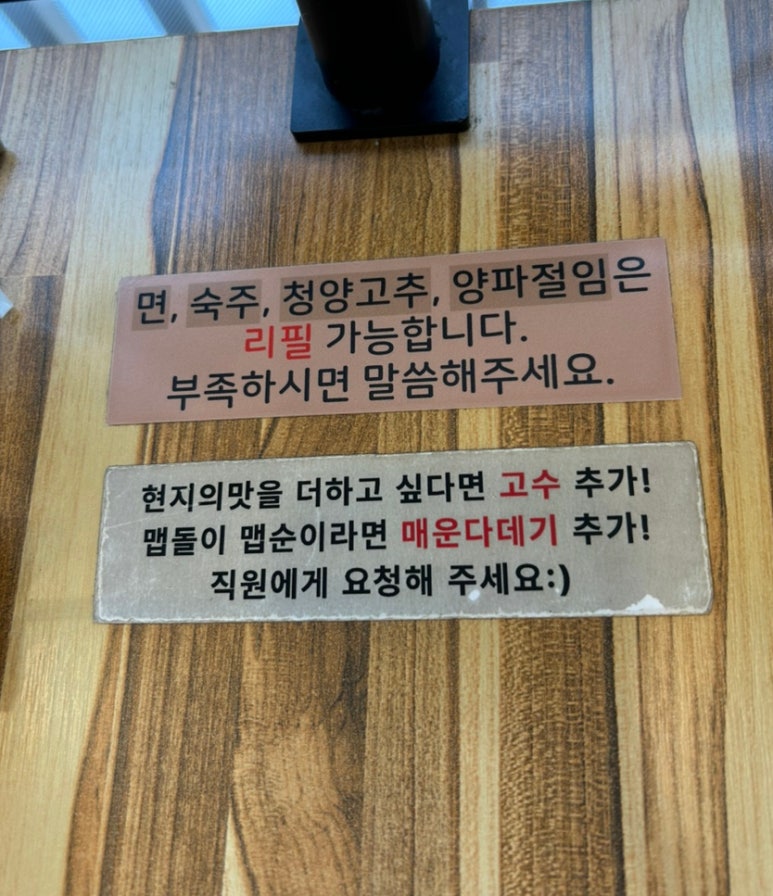 면, 숙주, 청양고추, 양파절임은
리필 가능합니다.
부족하시면 말씀해주세요.
현지의맛을 더하고 싶다면 고수 추가!
맵돌이 맵순이라면 매운다데기 추가!
직원에게 요청해 주세요:)